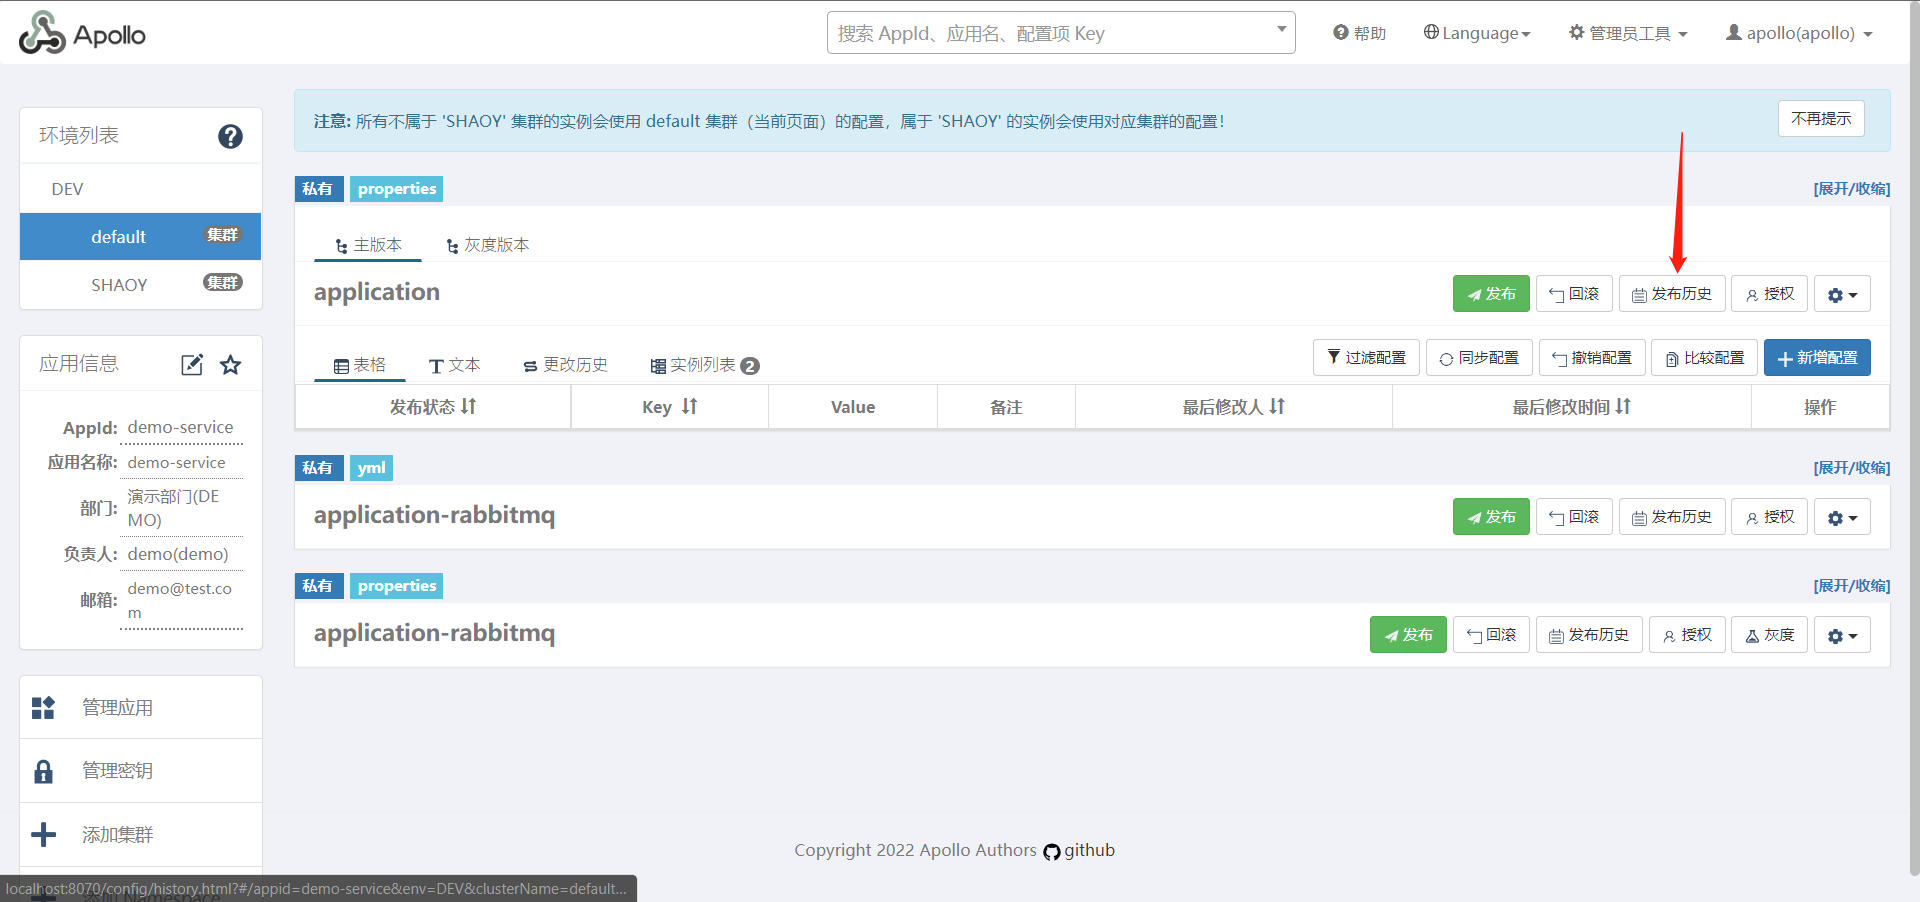 Apollo
搜索 AppId、应用名、配置项 Key
帮助
Language
管理员工具
apollo(apollo)
环境列表
DEV
default 集群
SHAOY 集群
应用信息
AppId: demo-service
应用名称: demo-service
部门: 演示部门(DE
MO)
负责人: demo(demo)
邮箱: demo@test.co
m
管理应用
管理密钥
添加集群
添加 Namespace
注意: 所有不属于 'SHAOY' 集群的实例会使用 default 集群（当前页面）的配置，属于 'SHAOY' 的实例会使用对应集群的配置！
不再提示
私有 properties [展开/收缩]
主版本 灰度版本
application
发布 回滚 发布历史 授权
表格 文本 更改历史 实例列表 2
过滤配置 同步配置 撤销配置 比较配置 新增配置
发布状态 Key Value 备注 最后修改人 最后修改时间 操作
私有 yml [展开/收缩]
application-rabbitmq
发布 回滚 发布历史 授权
私有 properties [展开/收缩]
application-rabbitmq
发布 回滚 发布历史 授权 灰度
Copyright 2022 Apollo Authors github
localhost:8070/config/history.html?#/appid=demo-service&env=DEV&clusterName=default...